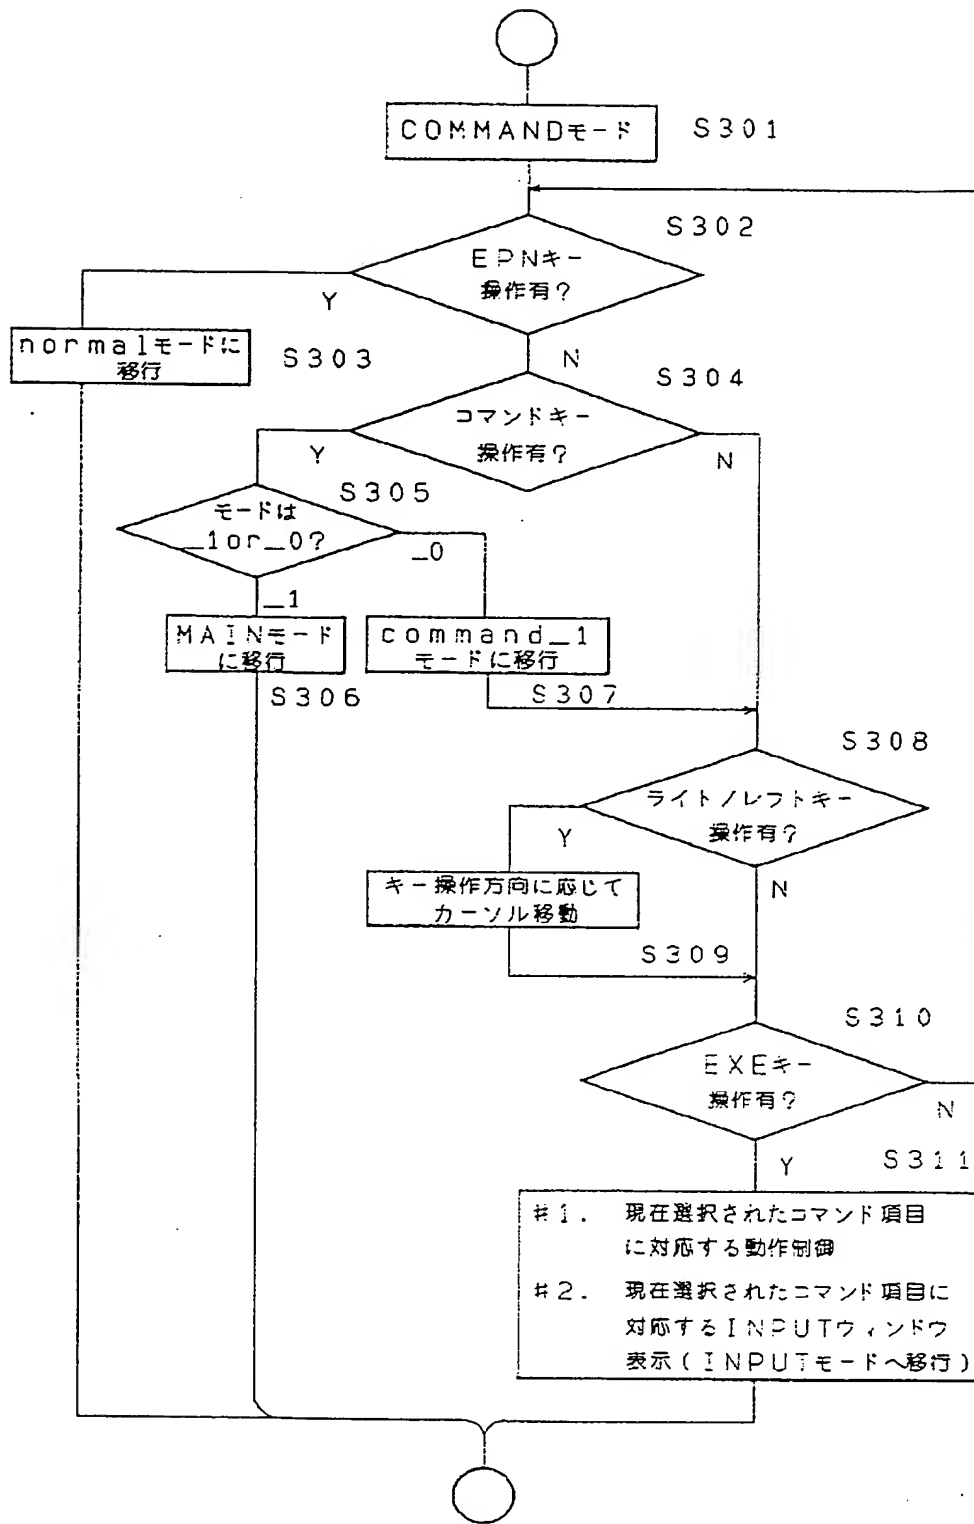 COMMANDモード
S301
S302
EPNキー
操作有?
Y
N
normalモードに
移行
S303
S304
コマンドキー
操作有?
Y
N
S305
モードは
_1or_0?
_0
_1
MAINモード
に移行
S306
command_1
モードに移行
S307
S308
ライト/レフトキー
操作有?
Y
N
キー操作方向に応じて
カーソル移動
S309
S310
EXEキー
操作有?
N
Y
S311
#1. 現在選択されたコマンド項目
に対応する動作制御
#2. 現在選択されたコマンド項目に
対応するINPUTウィンドウ
表示(INPUTモードへ移行)